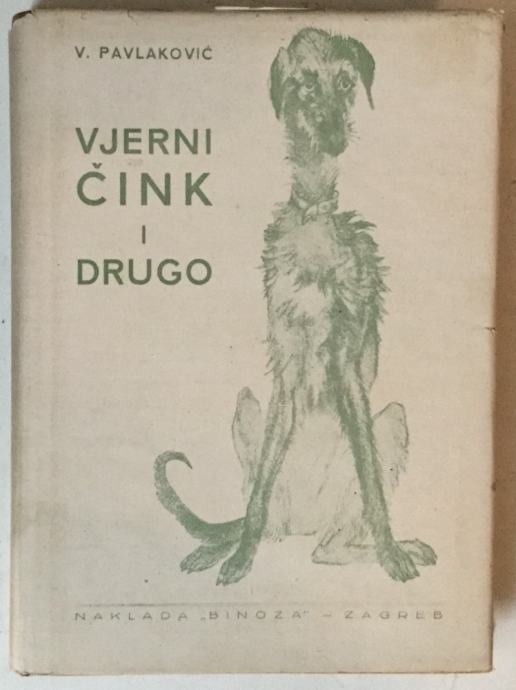 V. PAVLAKOVIĆ
VJERNI
ČINK
I
DRUGO
NAKLADA „BINOZA" – ZAGREB